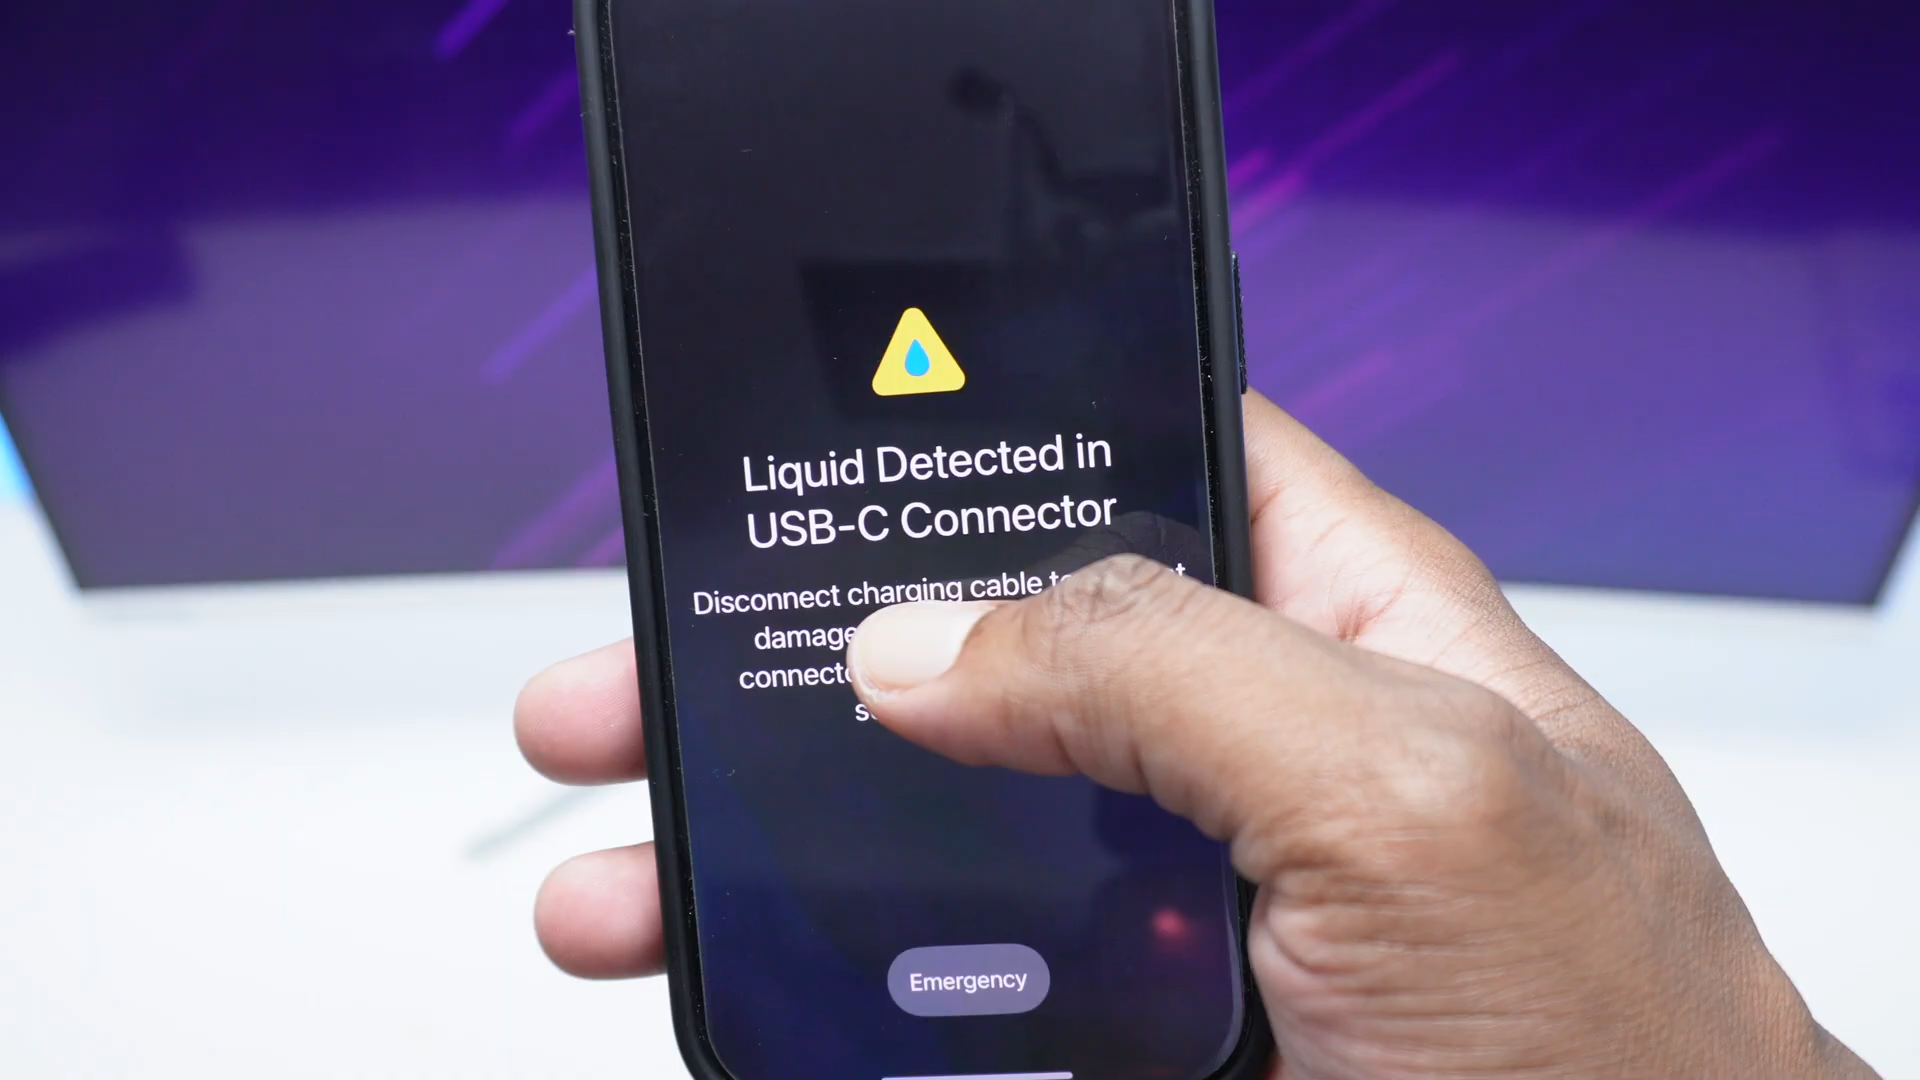 Liquid Detected in
USB-C Connector
Disconnect charging cable
damage
Emergency